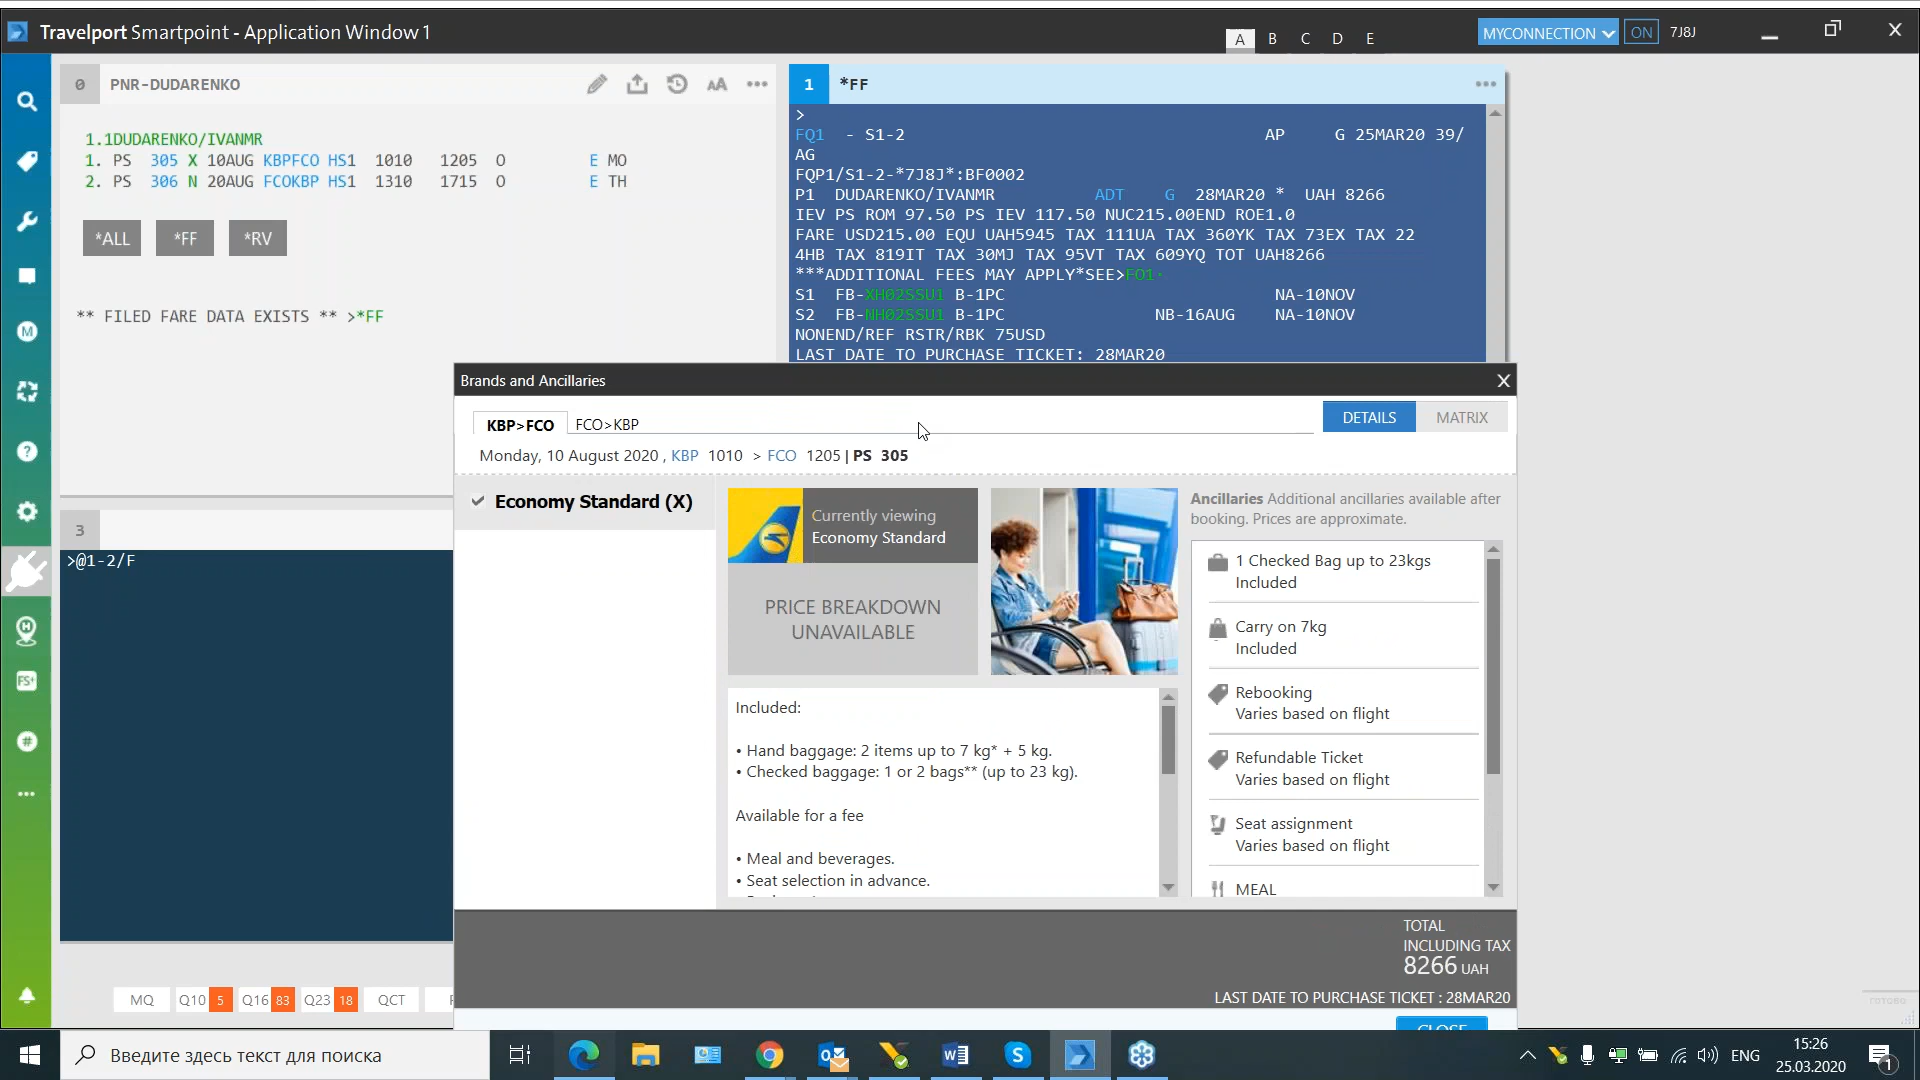 Travelport Smartpoint - Application Window 1
A B C D E
MYCONNECTION ON 7J8J
0 PNR-DUDARENKO
AA
1.1DUDARENKO/IVANMR
1. PS 305 X 10AUG KBPFCO HS1 1010 1205 O E MO
2. PS 306 N 20AUG FCOKBP HS1 1310 1715 O E TH
*ALL *FF *RV
** FILED FARE DATA EXISTS ** >*FF
1 *FF
>
FQ1 - S1-2 AP G 25MAR20 39/
AG
FQP1/S1-2-*7J8J*:BF0002
P1 DUDARENKO/IVANMR ADT G 28MAR20 * UAH 8266
IEV PS ROM 97.50 PS IEV 117.50 NUC215.00END ROE1.0
FARE USD215.00 EQU UAH5945 TAX 111UA TAX 360YK TAX 73EX TAX 22
4HB TAX 819IT TAX 30MJ TAX 95VT TAX 609YQ TOT UAH8266
***ADDITIONAL FEES MAY APPLY*SEE>FO1·
S1 FB-XH02SSU1 B-1PC NA-10NOV
S2 FB-NH02SSU1 B-1PC NB-16AUG NA-10NOV
NONEND/REF RSTR/RBK 75USD
LAST DATE TO PURCHASE TICKET: 28MAR20
3
>@1-2/F
Brands and Ancillaries X
KBP>FCO FCO>KBP
DETAILS MATRIX
Monday, 10 August 2020 , KBP 1010 > FCO 1205 | PS 305
Economy Standard (X)
Currently viewing
Economy Standard
PRICE BREAKDOWN
UNAVAILABLE
Included:
• Hand baggage: 2 items up to 7 kg* + 5 kg.
• Checked baggage: 1 or 2 bags** (up to 23 kg).
Available for a fee
• Meal and beverages.
• Seat selection in advance.
Ancillaries Additional ancillaries available after
booking. Prices are approximate.
1 Checked Bag up to 23kgs
Included
Carry on 7kg
Included
Rebooking
Varies based on flight
Refundable Ticket
Varies based on flight
Seat assignment
Varies based on flight
MEAL
TOTAL
INCLUDING TAX
8266 UAH
LAST DATE TO PURCHASE TICKET : 28MAR20
CLOSE
M
?
H
FS+
#
MQ Q10 5 Q16 83 Q23 18 QCT
готово
Введите здесь текст для поиска
ENG
15:26
25.03.2020
1